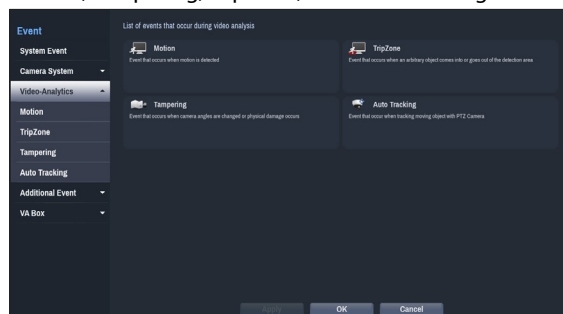 Event
System Event
Camera System
Video-Analytics
Motion
TripZone
Tampering
Auto Tracking
Additional Event
VA Box
List of events that occur during video analysis
Motion
Event that occurs when motion is detected
TripZone
Event that occurs when an arbitrary object comes into or goes out of the detection area
Tampering
Event that occurs when camera angles are changed or physical damage occurs
Auto Tracking
Event that occur when tracking moving object with PTZ Camera
Apply
OK
Cancel